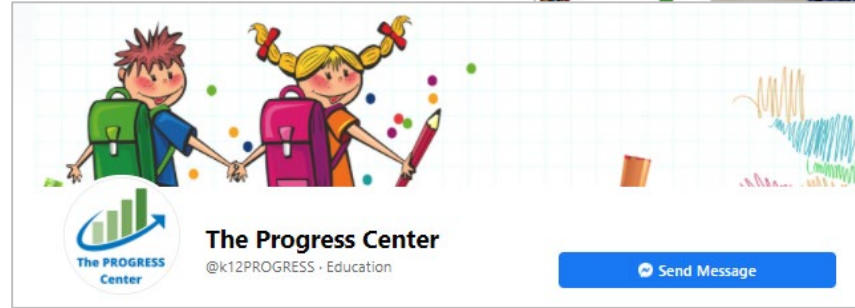 The PROGRESS
Center
The Progress Center
@k12PROGRESS · Education
Send Message